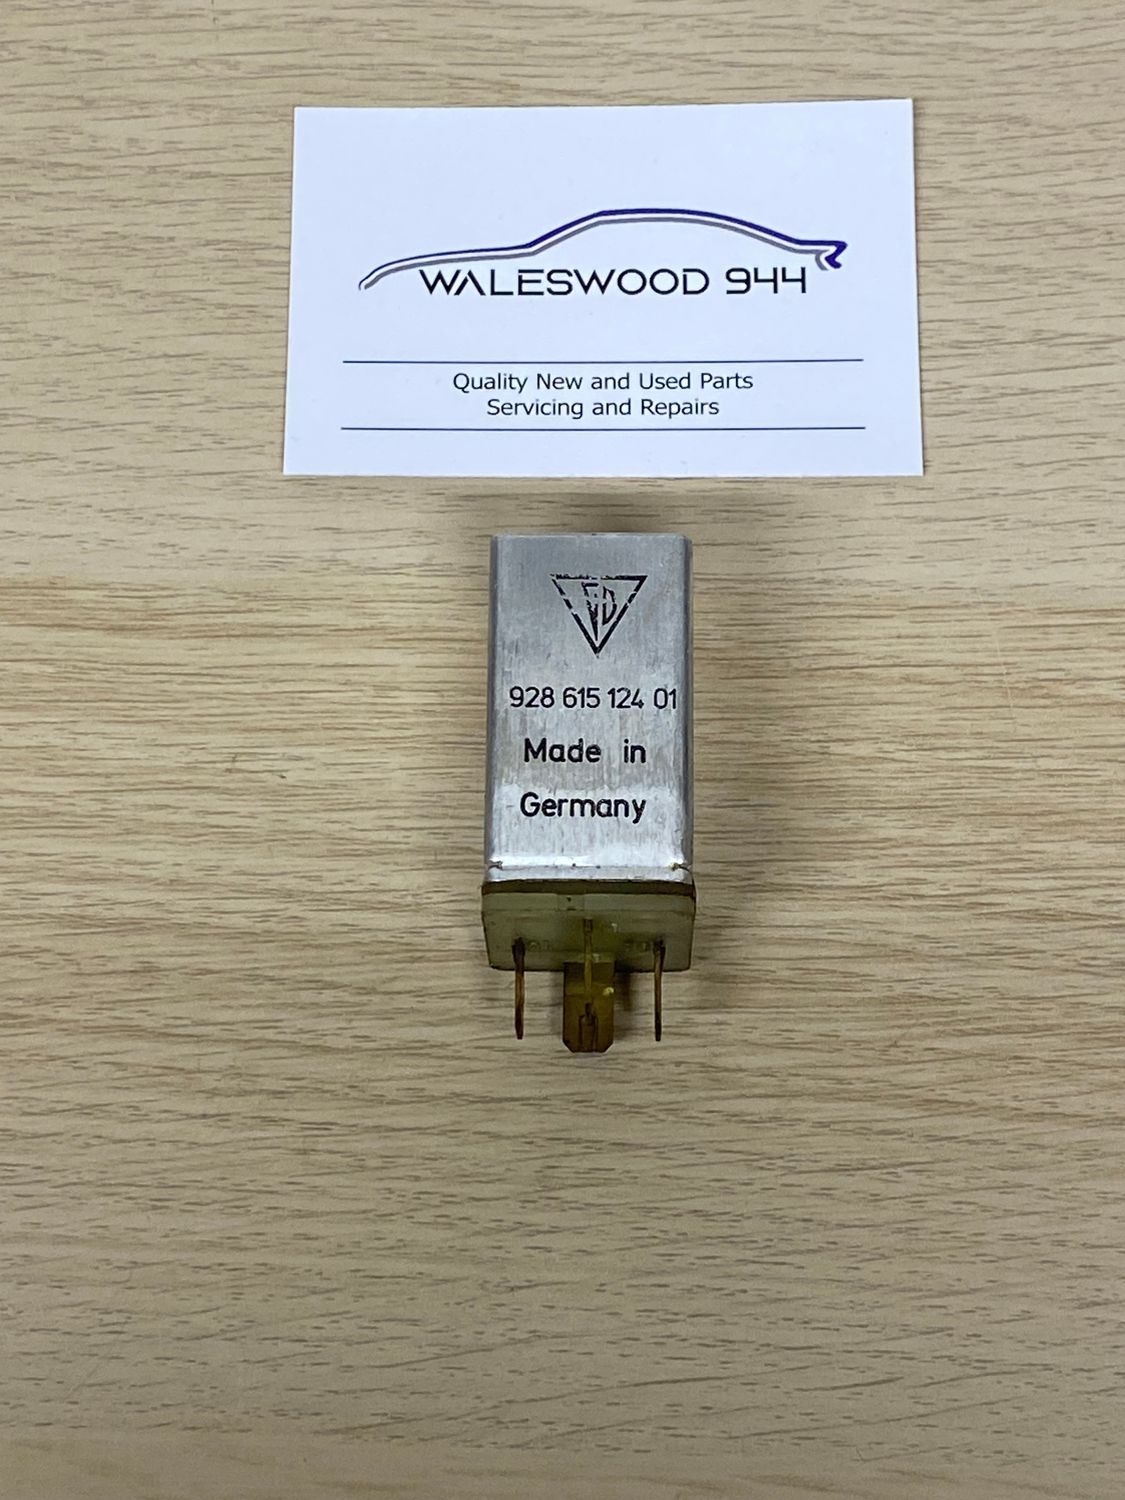 WALESWOOD 944
Quality New and Used Parts
Servicing and Repairs
928 615 124 01
Made in
Germany